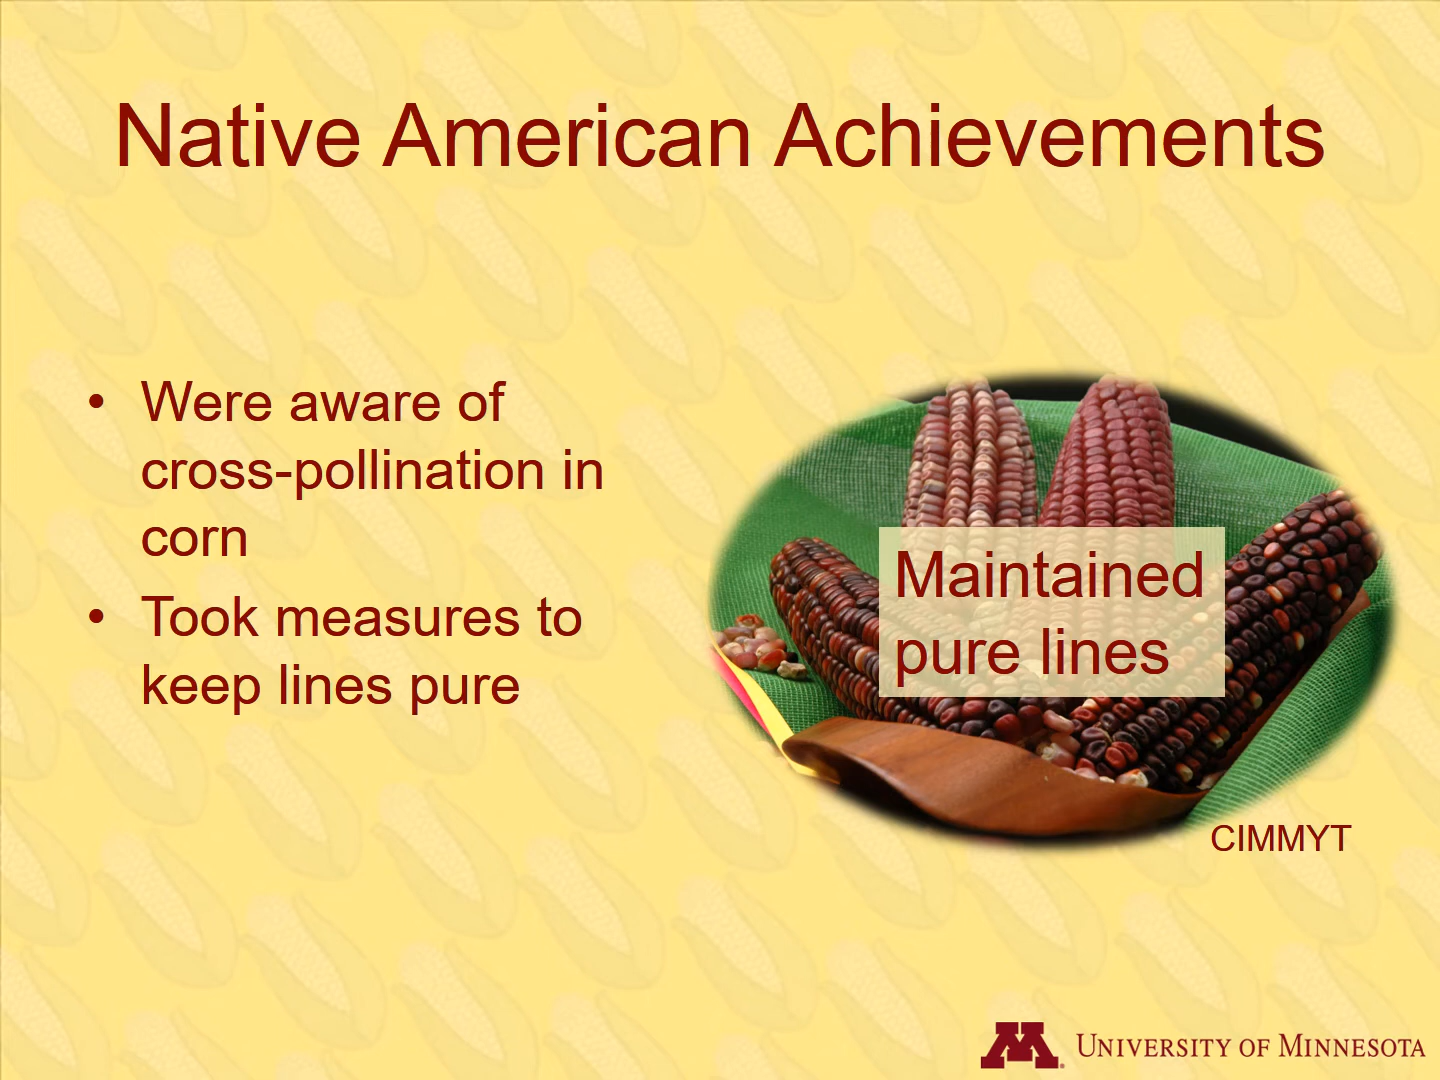 Native American Achievements
• Were aware of
cross-pollination in
corn
• Took measures to
keep lines pure
Maintained
pure lines
CIMMYT
M
UNIVERSITY OF MINNESOTA